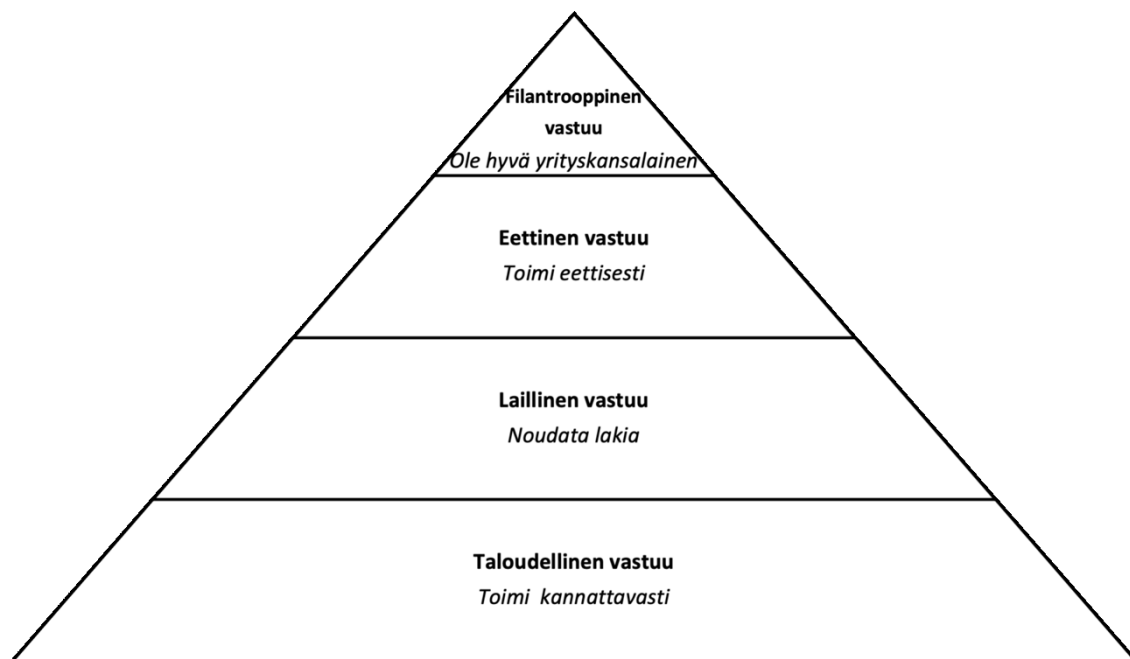 Filantrooppinen
vastuu
Ole hyvä yrityskansalainen
Eettinen vastuu
Toimi eettisesti
Laillinen vastuu
Noudata lakia
Taloudellinen vastuu
Toimi kannattavasti